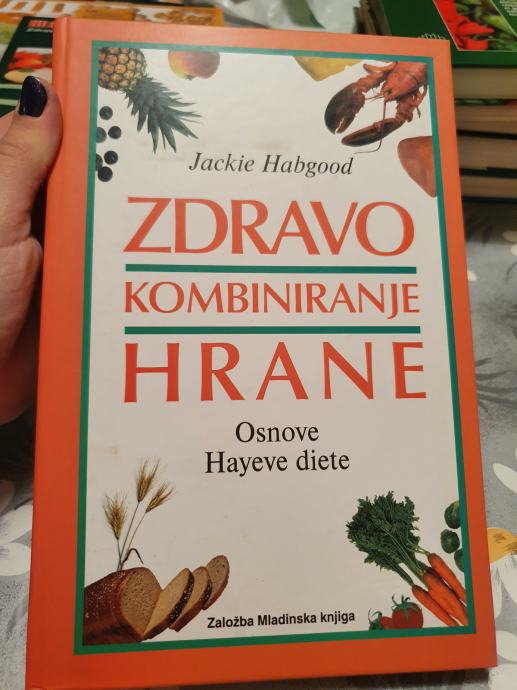 Jackie Habgood
ZDRAVO
KOMBINIRANJE
HRANE
Osnove
Hayeve diete
Založba Mladinska knjiga